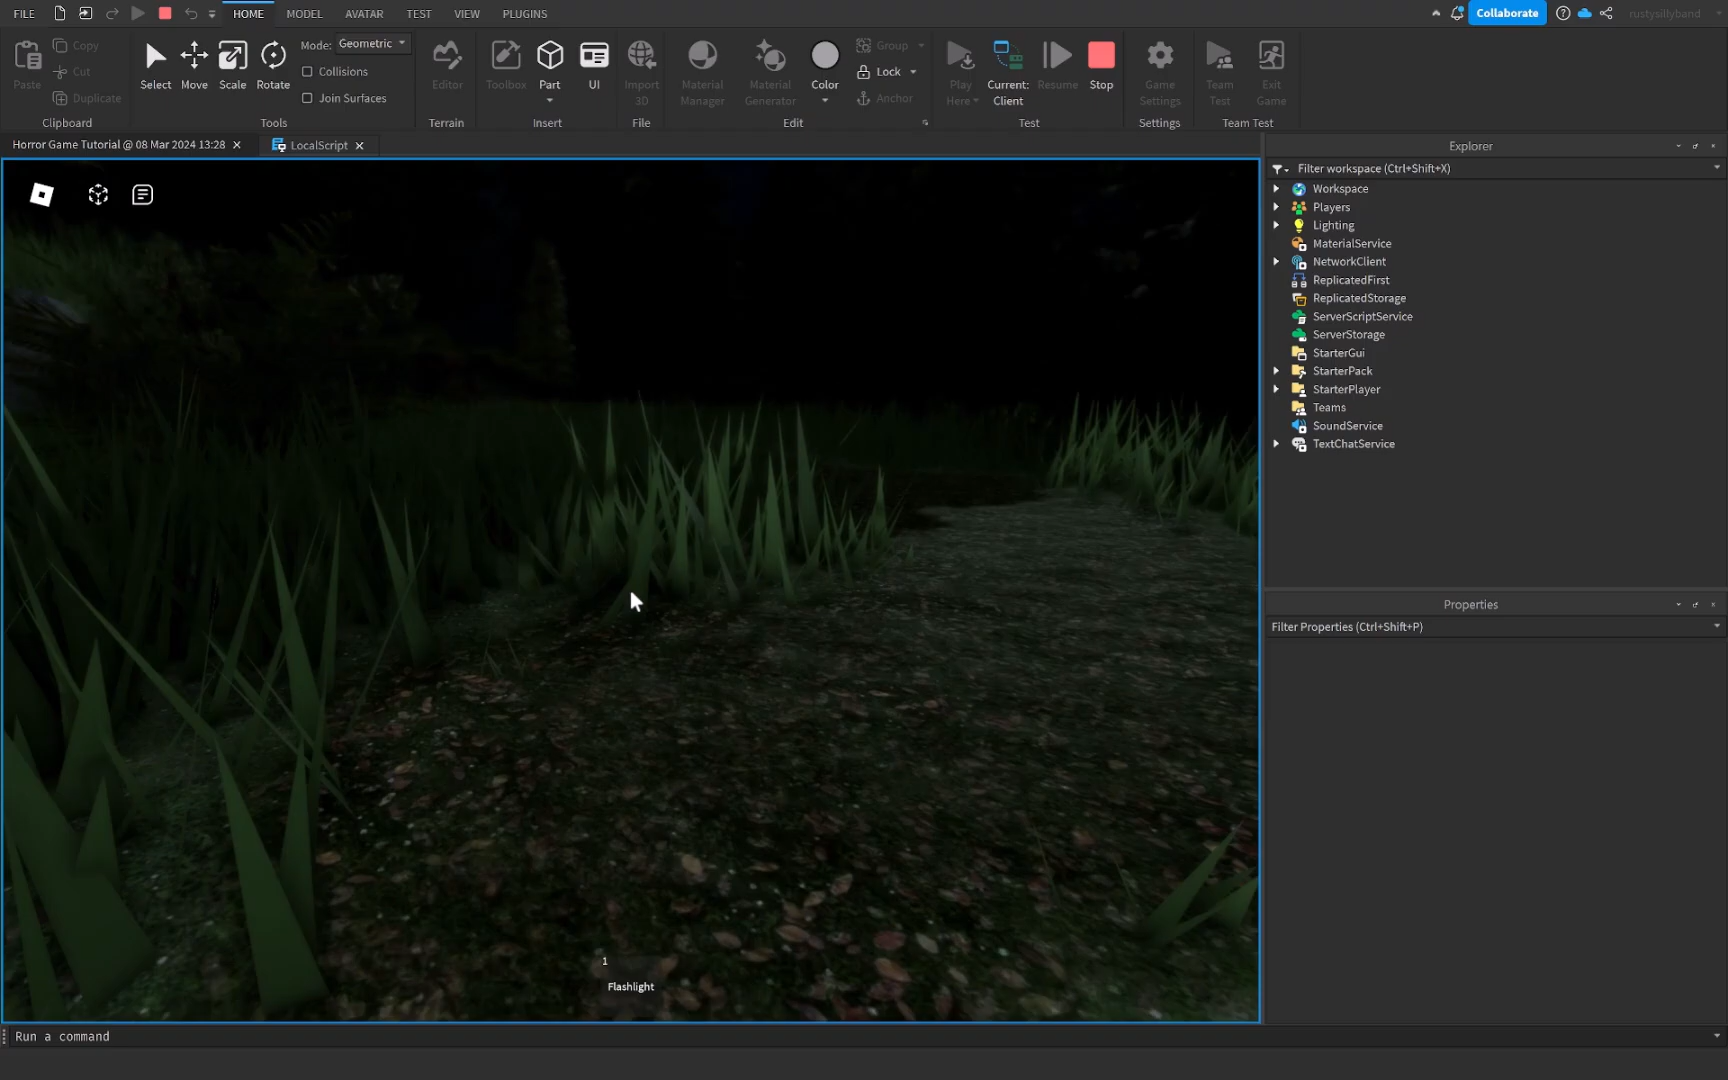 FILE HOME MODEL AVATAR TEST VIEW PLUGINS Collaborate rustysillyband
Paste Copy Cut Duplicate
Clipboard
Select Move Scale Rotate
Mode: Geometric
Collisions
Join Surfaces
Tools
Editor
Terrain
Toolbox Part UI
Insert
Import 3D
File
Material Manager Material Generator Color Group Lock Anchor
Edit
Play Here Current: Client Resume Stop
Test
Game Settings
Settings
Team Test Exit Game
Team Test
Horror Game Tutorial @ 08 Mar 2024 13:28 LocalScript
Explorer
Filter workspace (Ctrl+Shift+X)
Workspace
Players
Lighting
MaterialService
NetworkClient
ReplicatedFirst
ReplicatedStorage
ServerScriptService
ServerStorage
StarterGui
StarterPack
StarterPlayer
Teams
SoundService
TextChatService
Properties
Filter Properties (Ctrl+Shift+P)
1
Flashlight
Run a command